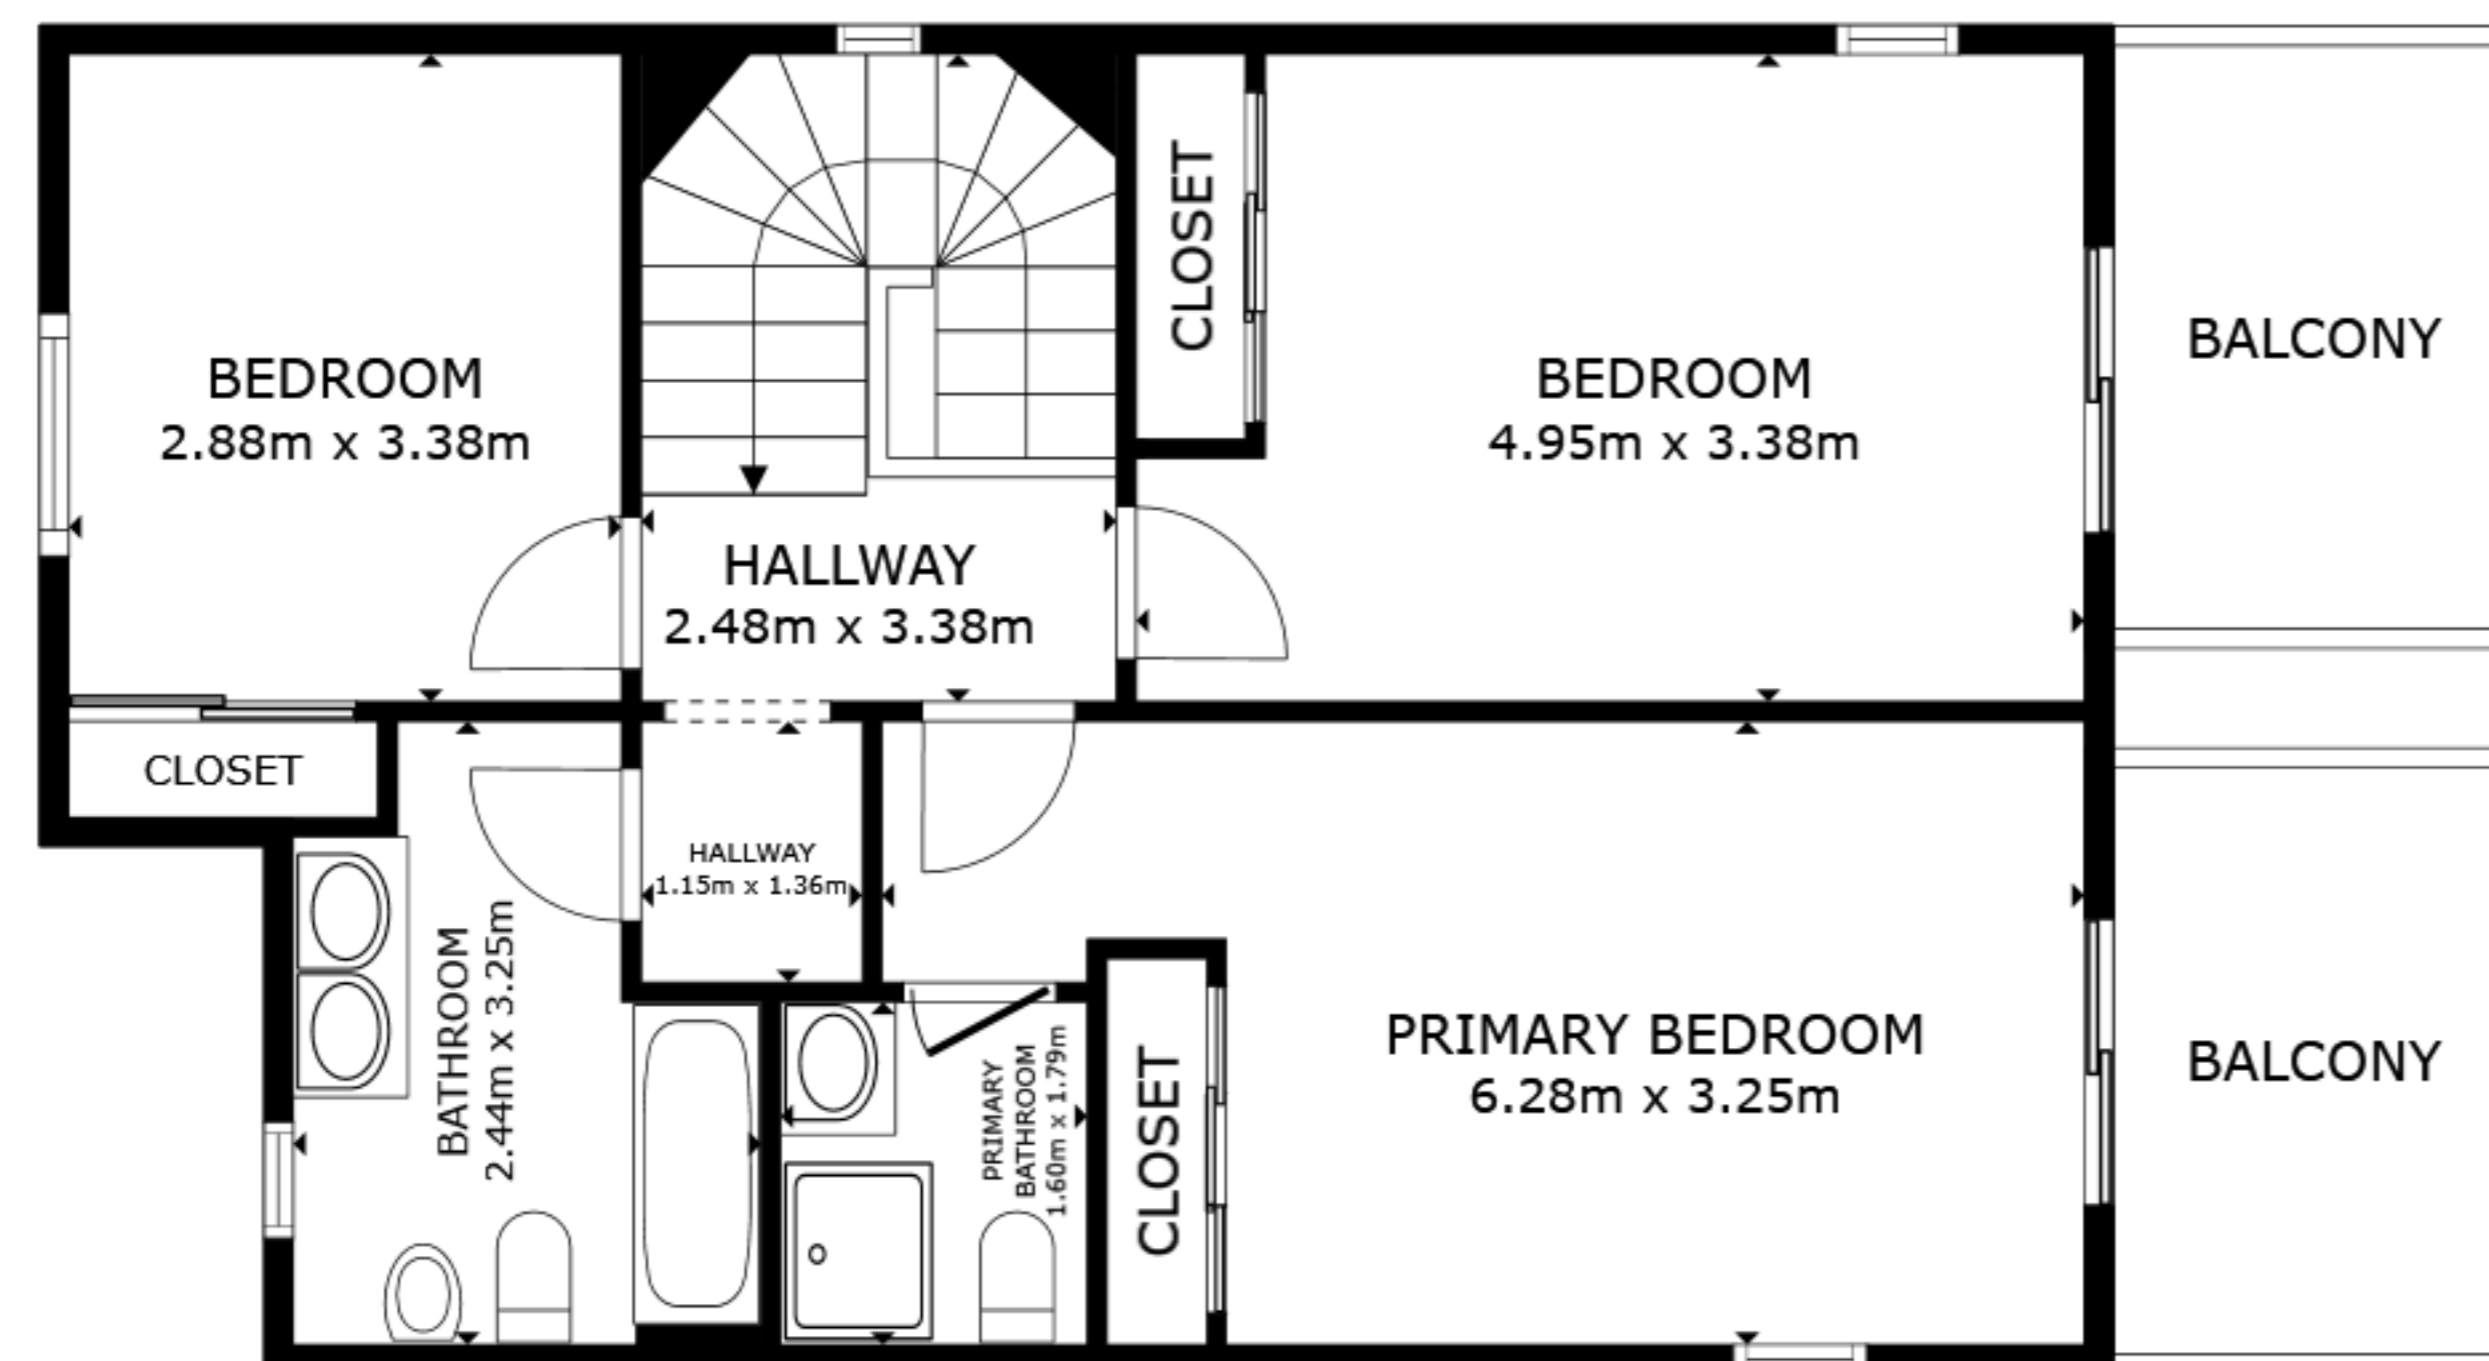 BEDROOM
2.88m x 3.38m
CLOSET
BEDROOM
4.95m x 3.38m
BALCONY
HALLWAY
2.48m x 3.38m
CLOSET
HALLWAY
1.15m x 1.36m
BATHROOM
2.44m x 3.25m
PRIMARY
BATHROOM
1.60m x 1.79m
CLOSET
PRIMARY BEDROOM
6.28m x 3.25m
BALCONY